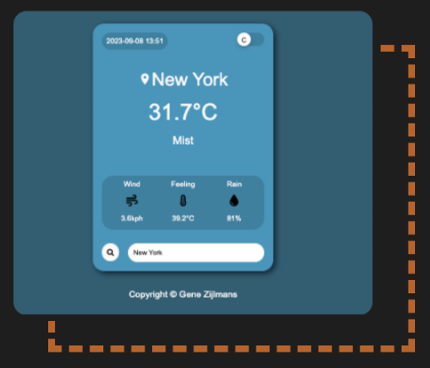 2023-09-08 13:51
C
New York
31.7°C
Mist
Wind Feeling Rain
3.6kph 39.2°C 81%
New York
Copyright © Gene Zijlmans